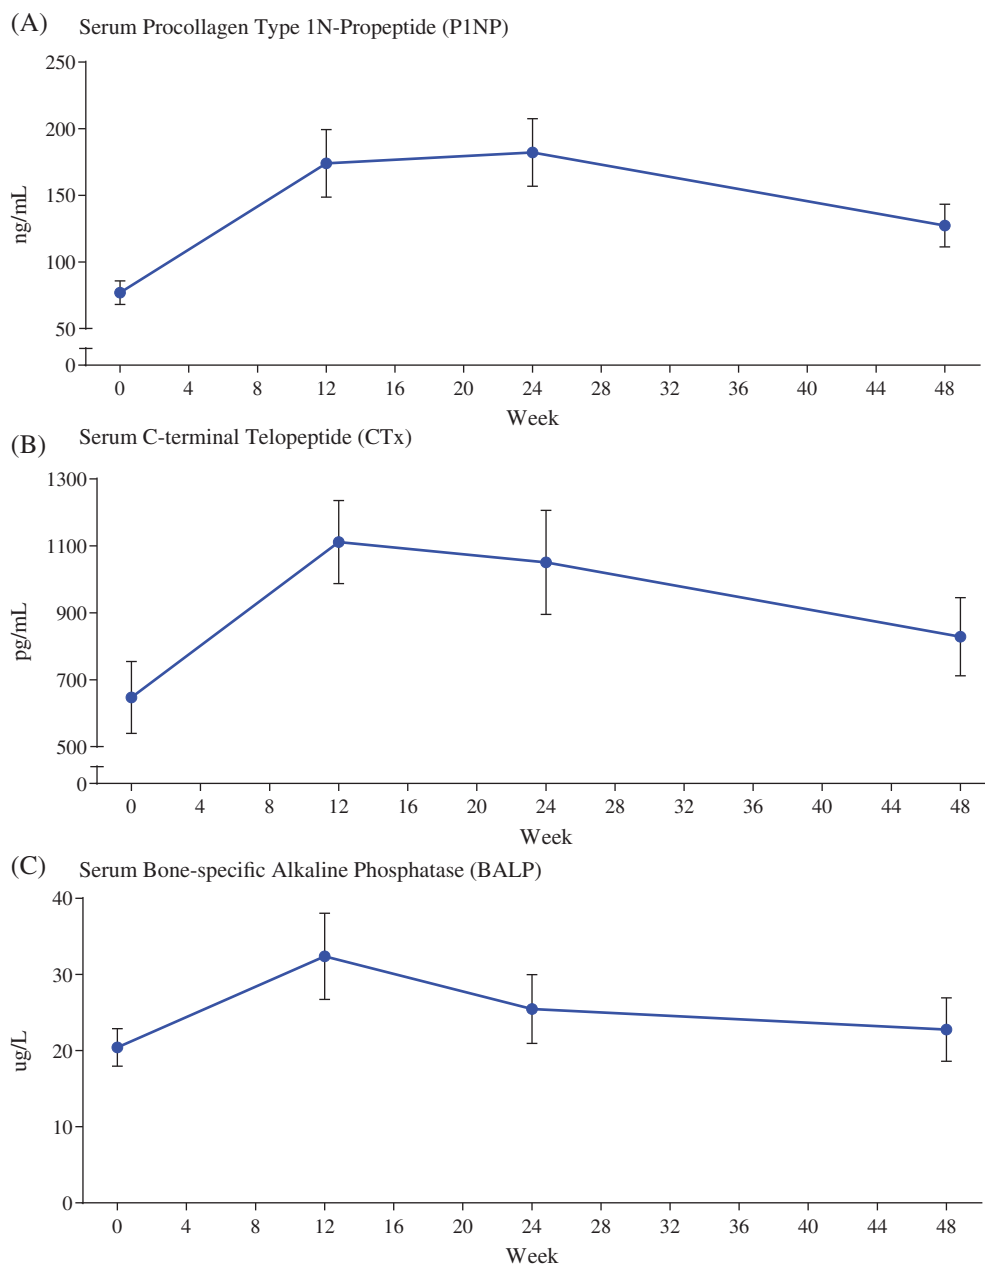 (A) Serum Procollagen Type 1N-Propeptide (P1NP)
250
200
150
100
50
0
ng/mL
0 4 8 12 16 20 24 28 32 36 40 44 48
Week
(B) Serum C-terminal Telopeptide (CTx)
1300
1100
900
700
500
0
pg/mL
0 4 8 12 16 20 24 28 32 36 40 44 48
Week
(C) Serum Bone-specific Alkaline Phosphatase (BALP)
40
30
20
10
0
ug/L
0 4 8 12 16 20 24 28 32 36 40 44 48
Week